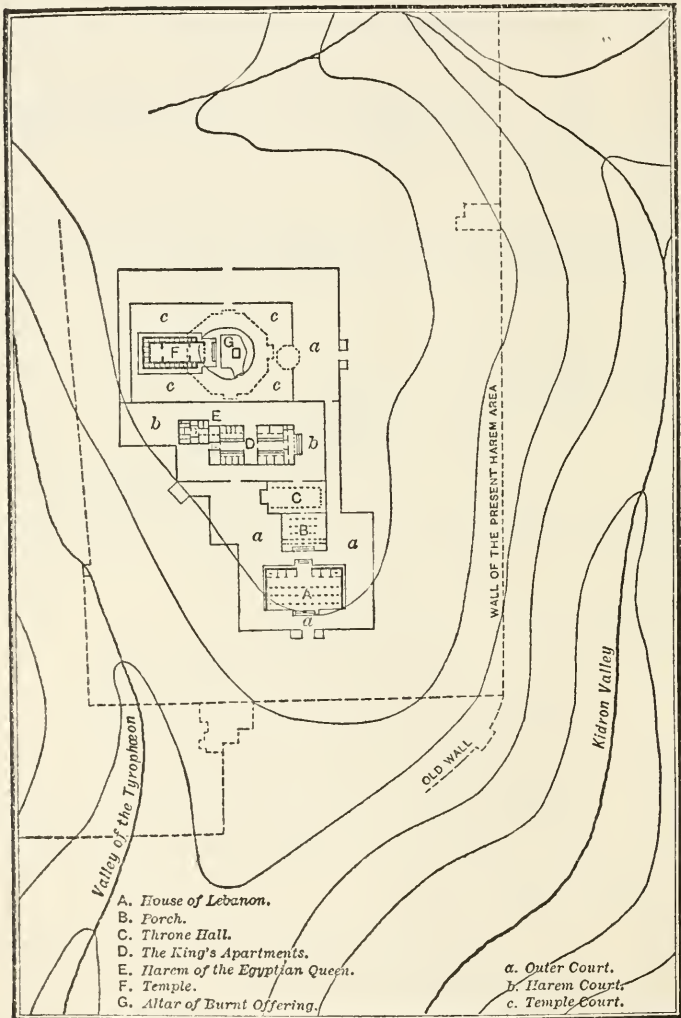 c
c
F
G
a
c
c
E
b
D
b
C
a
B
a
A
a
WALL OF THE PRESENT HAREM AREA
Kidron Valley
OLD WALL
Valley of the Tyrophœon
A. House of Lebanon.
B. Porch.
C. Throne Hall.
D. The King's Apartments.
E. Harem of the Egyptian Queen.
F. Temple.
G. Altar of Burnt Offering.
a. Outer Court.
b. Harem Court.
c. Temple Court.